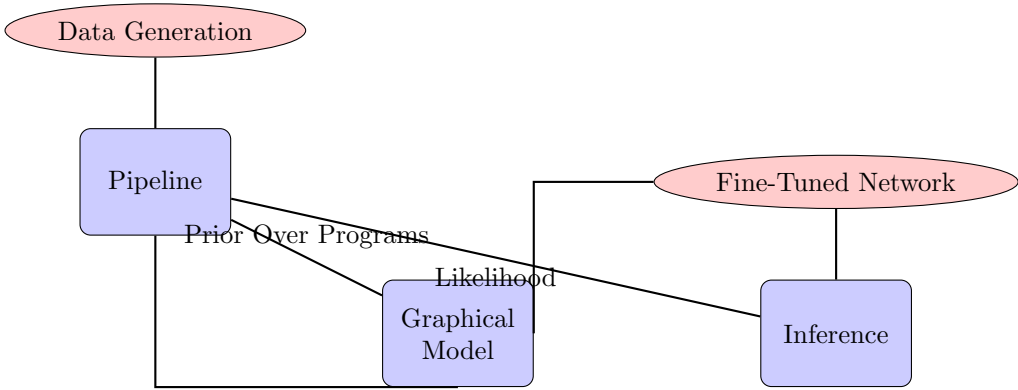 Data Generation
Pipeline
Fine-Tuned Network
Prior Over Programs
Likelihood
Graphical
Model
Inference